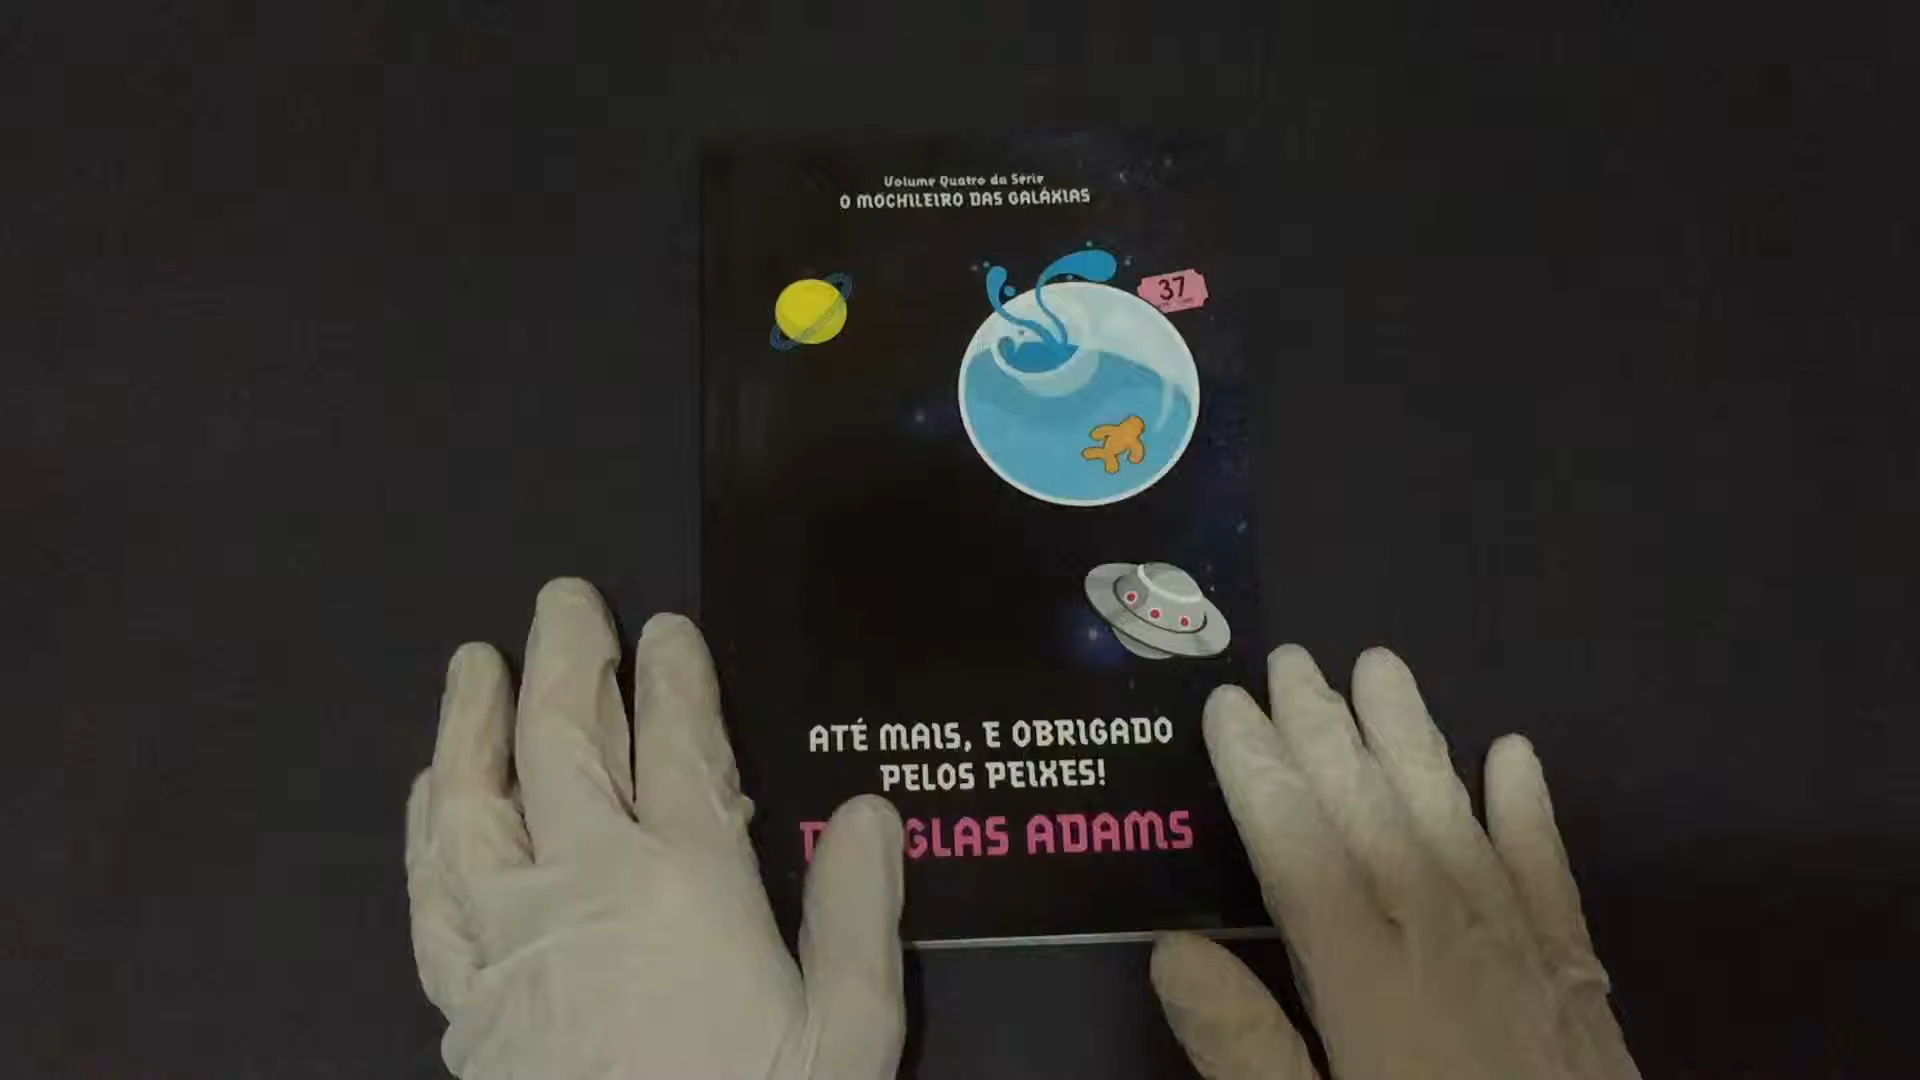 Volume Quatro da Série
O MOCHILEIRO DAS GALÁXIAS
37
ATÉ MAIS, E OBRIGADO
PELOS PEIXES!
GLAS ADAMS